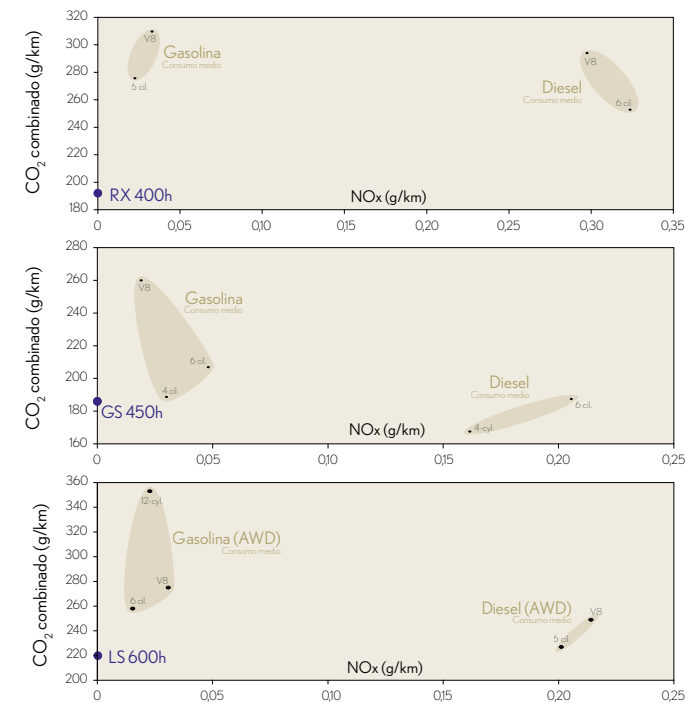 CO2 combinado (g/km)
320
300
280
260
240
220
200
180
V8
5 cil.
Gasolina
Consumo medio
V8
6 cil.
Diesel
Consumo medio
RX 400h
NOx (g/km)
0 0,05 0,10 0,15 0,20 0,25 0,30 0,35
CO2 combinado (g/km)
280
260
240
220
200
180
160
V8
6 cil.
4 cil.
Gasolina
Consumo medio
Diesel
Consumo medio
6 cil.
4-cyl.
GS 450h
NOx (g/km)
0 0,05 0,10 0,15 0,20 0,25
CO2 combinado (g/km)
360
340
320
300
280
260
240
220
200
12-cyl.
V8
6 cil.
Gasolina (AWD)
Consumo medio
Diesel (AWD)
Consumo medio
V8
5 cil.
LS 600h
NOx (g/km)
0 0,05 0,10 0,15 0,20 0,25